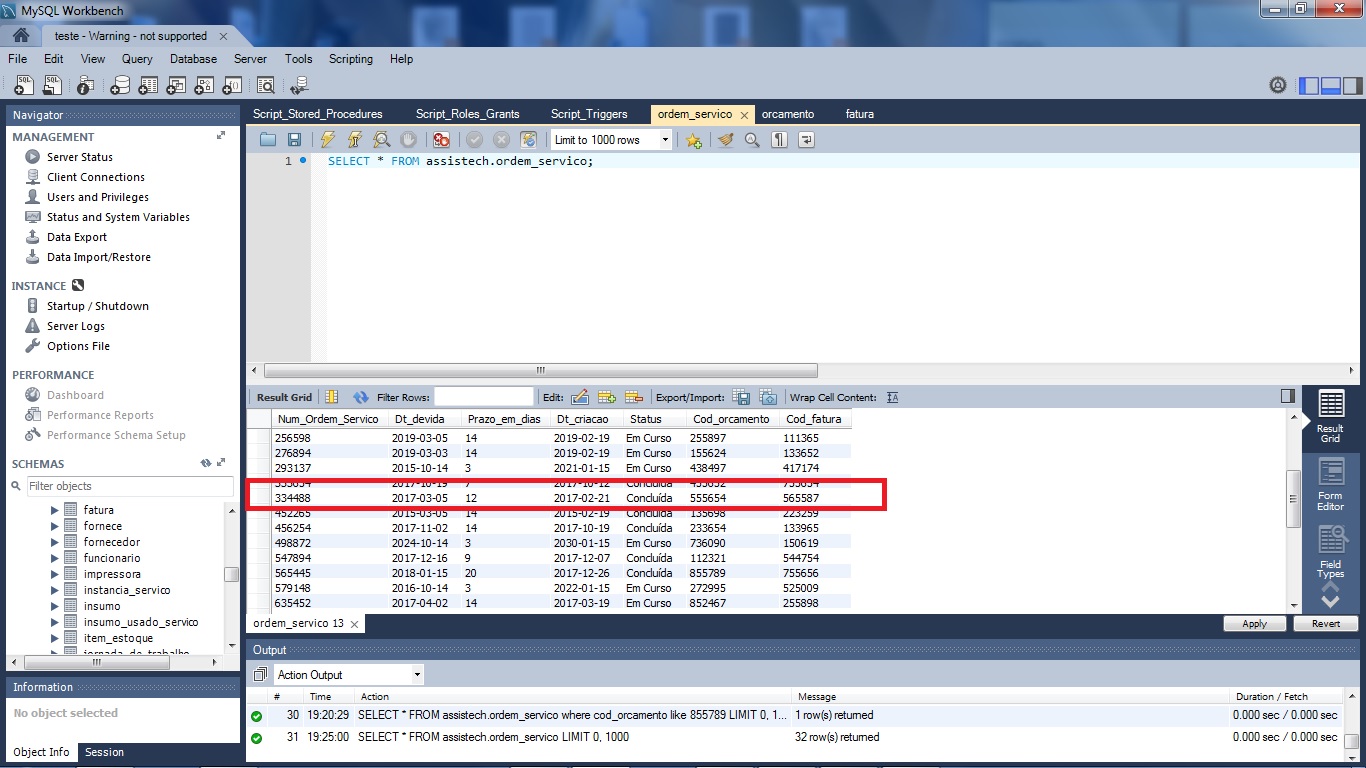 MySQL Workbench
teste - Warning - not supported
File Edit View Query Database Server Tools Scripting Help
Navigator
MANAGEMENT
Server Status
Client Connections
Users and Privileges
Status and System Variables
Data Export
Data Import/Restore
INSTANCE
Startup / Shutdown
Server Logs
Options File
PERFORMANCE
Dashboard
Performance Reports
Performance Schema Setup
SCHEMAS
Filter objects
fatura
fornece
fornecedor
funcionario
impressora
instancia_servico
insumo
insumo_usado_servico
item_estoque
jornada_de_trabalho
Information
No object selected
Object Info Session
Script_Stored_Procedures Script_Roles_Grants Script_Triggers ordem_servico orcamento fatura
Limit to 1000 rows
1 SELECT * FROM assistech.ordem_servico;
Result Grid Filter Rows: Edit: Export/Import: Wrap Cell Content:
Num_Ordem_Servico Dt_devida Prazo_em_dias Dt_criacao Status Cod_orcamento Cod_fatura
256598 2019-03-05 14 2019-02-19 Em Curso 255897 111365
276894 2019-03-03 14 2019-02-19 Em Curso 155624 133652
293137 2015-10-14 3 2021-01-15 Em Curso 438497 417174
2017-10-19 7 2017-10-12 Concluída
334488 2017-03-05 12 2017-02-21 Concluída 555654 565587
452265 2015-03-05 14 2015-02-19 Concluída 135698 223259
456254 2017-11-02 14 2017-10-19 Concluída 233654 133965
498872 2024-10-14 3 2030-01-15 Em Curso 736090 150619
547894 2017-12-16 9 2017-12-07 Concluída 112321 544754
565445 2018-01-15 20 2017-12-26 Concluída 855789 755656
579148 2016-10-14 3 2022-01-15 Em Curso 272995 525009
635452 2017-04-02 14 2017-03-19 Em Curso 852467 255898
Result
Grid
Form
Editor
Field
Types
ordem_servico 13
Apply Revert
Output
Action Output
# Time Action Message Duration / Fetch
30 19:20:29 SELECT * FROM assistech.ordem_servico where cod_orcamento like 855789 LIMIT 0, 1... 1 row(s) returned 0.000 sec / 0.000 sec
31 19:25:00 SELECT * FROM assistech.ordem_servico LIMIT 0, 1000 32 row(s) returned 0.000 sec / 0.000 sec